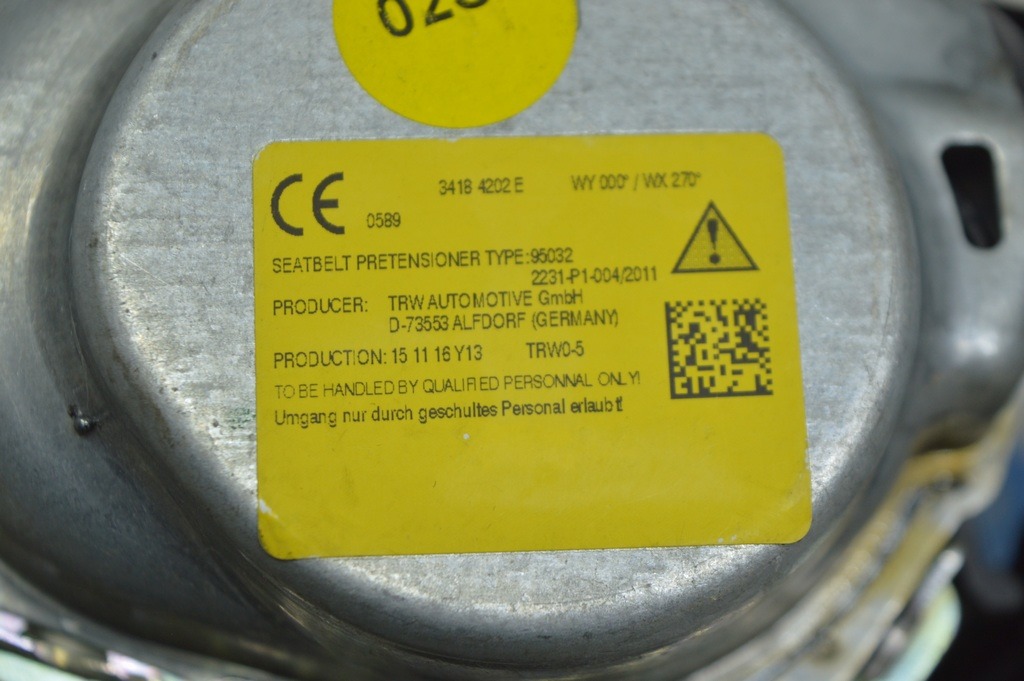 CE 0589
3418 4202 E WY 000° / WX 270°
SEATBELT PRETENSIONER TYPE: 95032
2231-P1-004/2011
PRODUCER: TRW AUTOMOTIVE GmbH
D-73553 ALFDORF (GERMANY)
PRODUCTION: 15 11 16 Y13 TRW0-5
TO BE HANDLED BY QUALIFIED PERSONNAL ONLY!
Umgang nur durch geschultes Personal erlaubt!